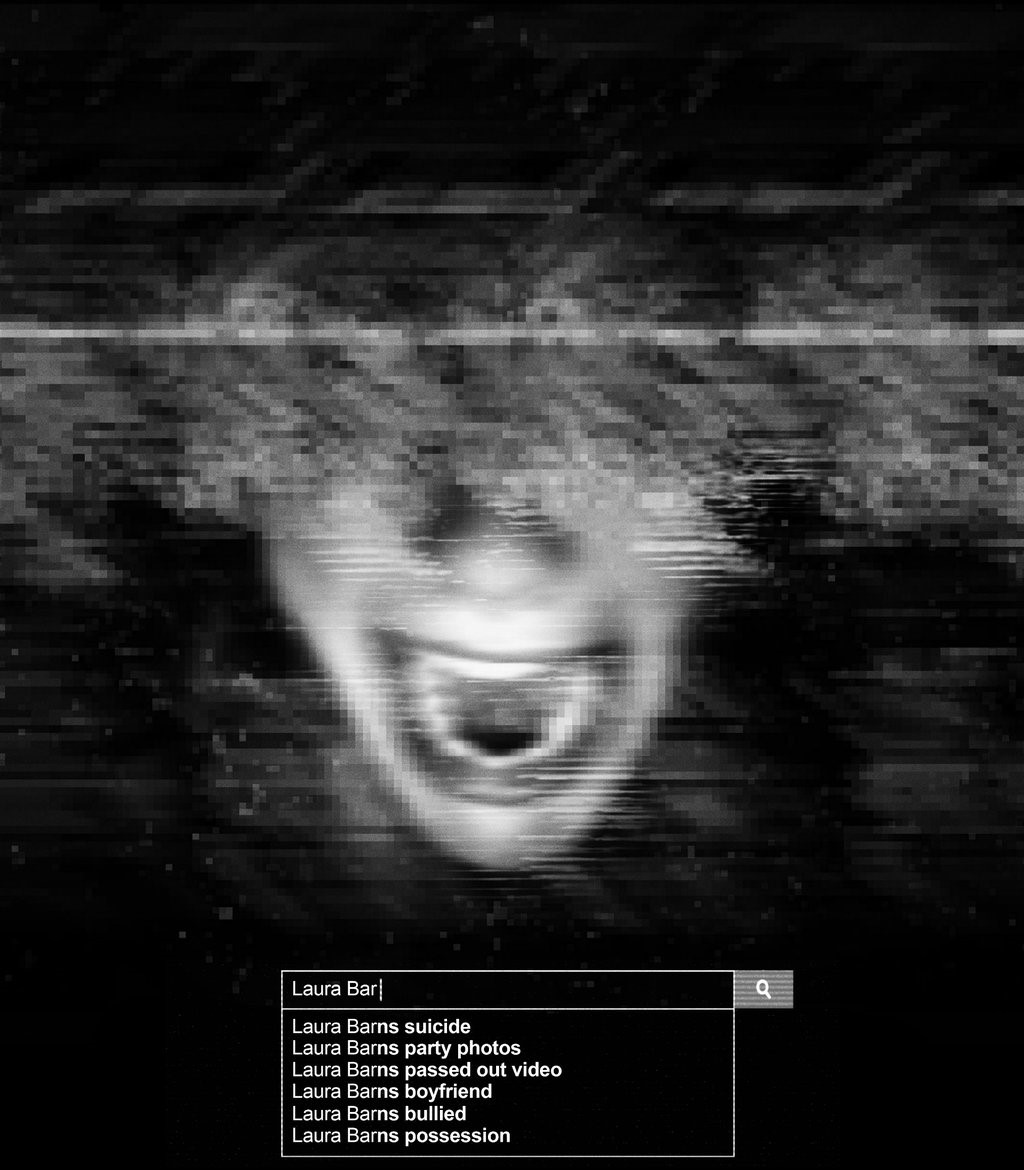 Laura Bar
Laura Barns suicide
Laura Barns party photos
Laura Barns passed out video
Laura Barns boyfriend
Laura Barns bullied
Laura Barns possession